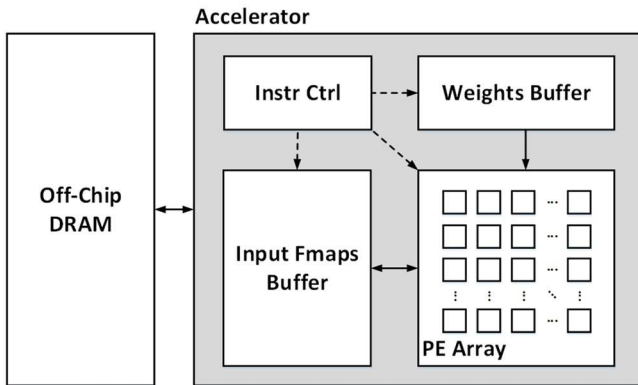 Accelerator
Instr Ctrl
Weights Buffer
Off-Chip
DRAM
Input Fmaps
Buffer
PE Array